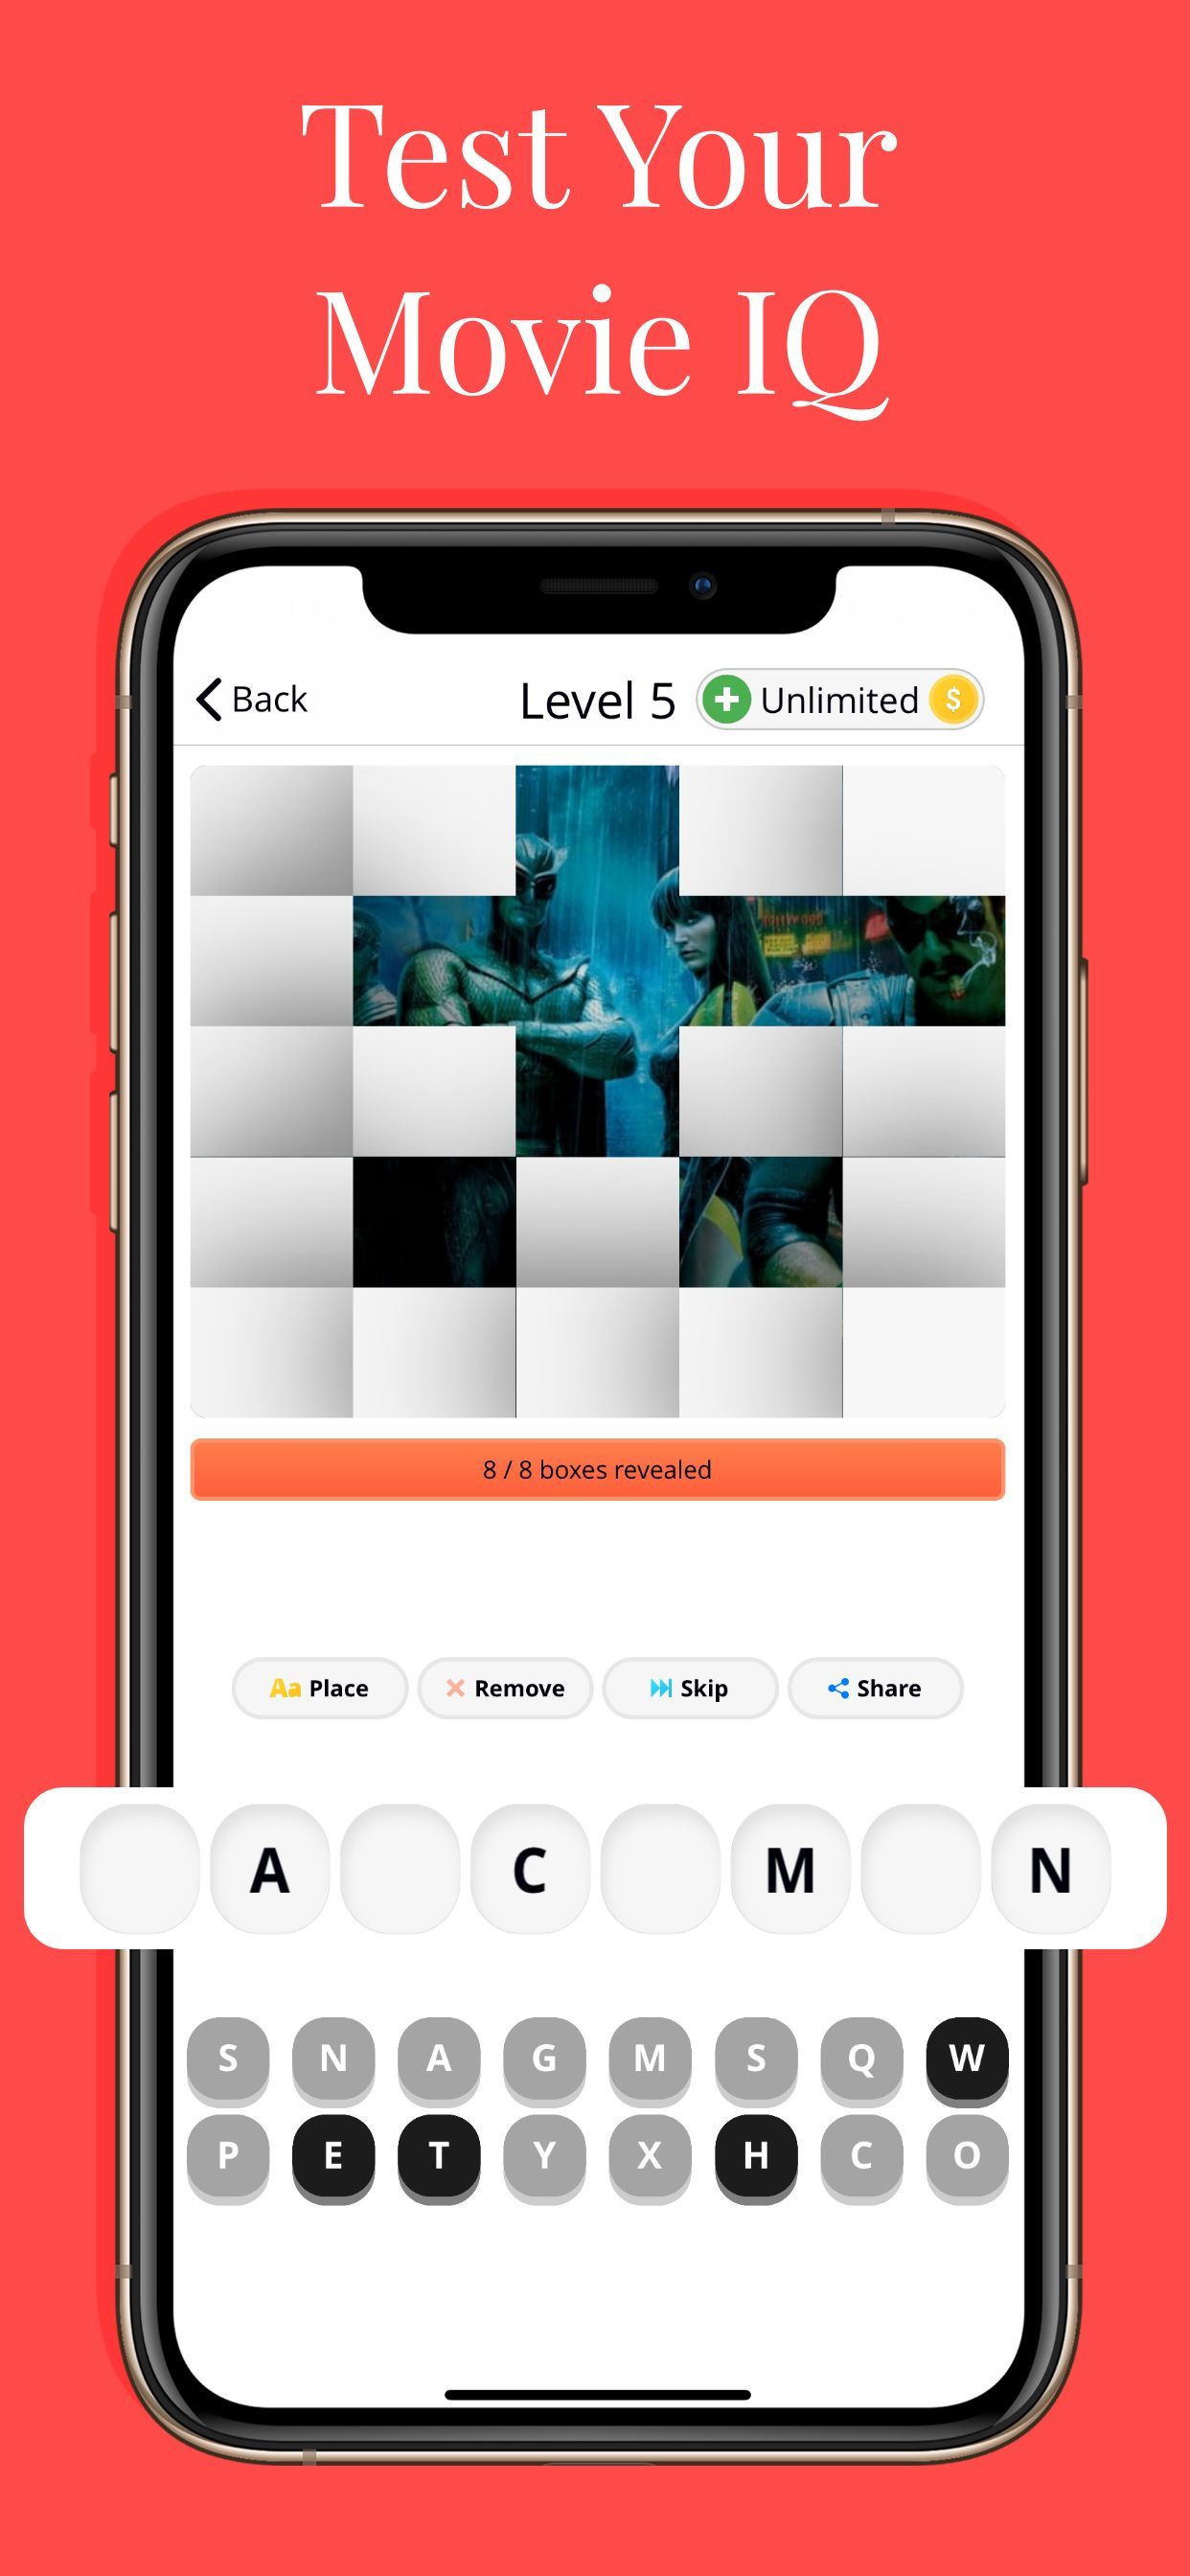 Test Your
Movie IQ
Back
Level 5
Unlimited
8 / 8 boxes revealed
Aa Place
Remove
Skip
Share
A C M N
S N A G M S Q W
P E T Y X H C O